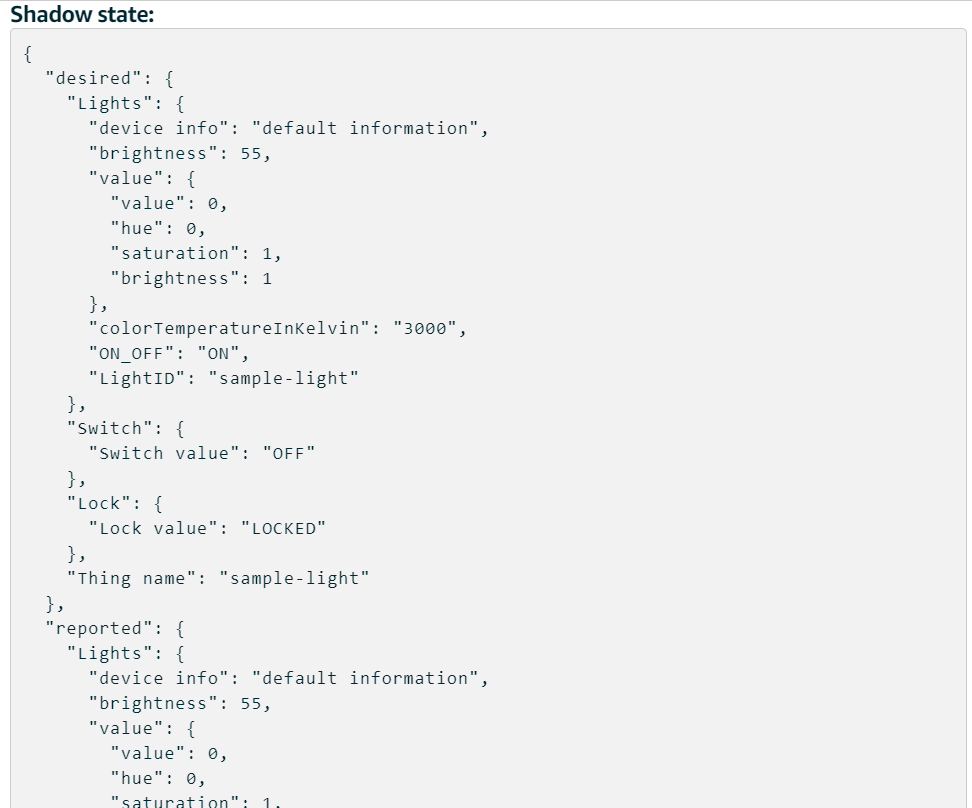 Shadow state:
{
  "desired": {
    "Lights": {
      "device info": "default information",
      "brightness": 55,
      "value": {
        "value": 0,
        "hue": 0,
        "saturation": 1,
        "brightness": 1
      },
      "colorTemperatureInKelvin": "3000",
      "ON_OFF": "ON",
      "LightID": "sample-light"
    },
    "Switch": {
      "Switch value": "OFF"
    },
    "Lock": {
      "Lock value": "LOCKED"
    },
    "Thing name": "sample-light"
  },
  "reported": {
    "Lights": {
      "device info": "default information",
      "brightness": 55,
      "value": {
        "value": 0,
        "hue": 0,
        "saturation": 1,